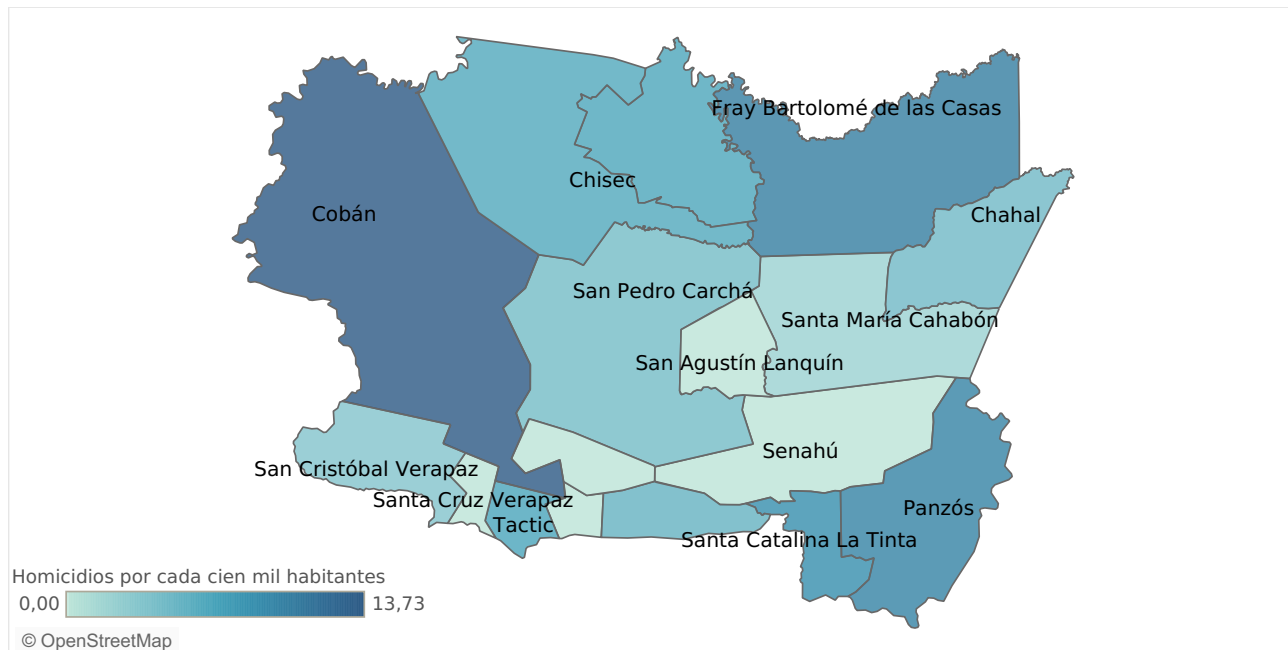 Fray Bartolomé de las Casas
Chisec
Cobán
Chahal
San Pedro Carchá
Santa María Cahabón
San Agustín Lanquín
Senahú
San Cristóbal Verapaz
Santa Cruz Verapaz
Panzós
Tactic
Santa Catalina La Tinta
Homicidios por cada cien mil habitantes
0,00 13,73
© OpenStreetMap